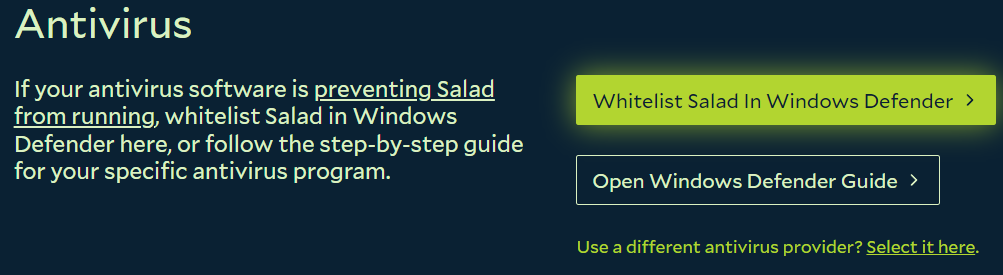 Antivirus
If your antivirus software is preventing Salad
from running, whitelist Salad in Windows
Defender here, or follow the step-by-step guide
for your specific antivirus program.
Whitelist Salad In Windows Defender
Open Windows Defender Guide
Use a different antivirus provider? Select it here.